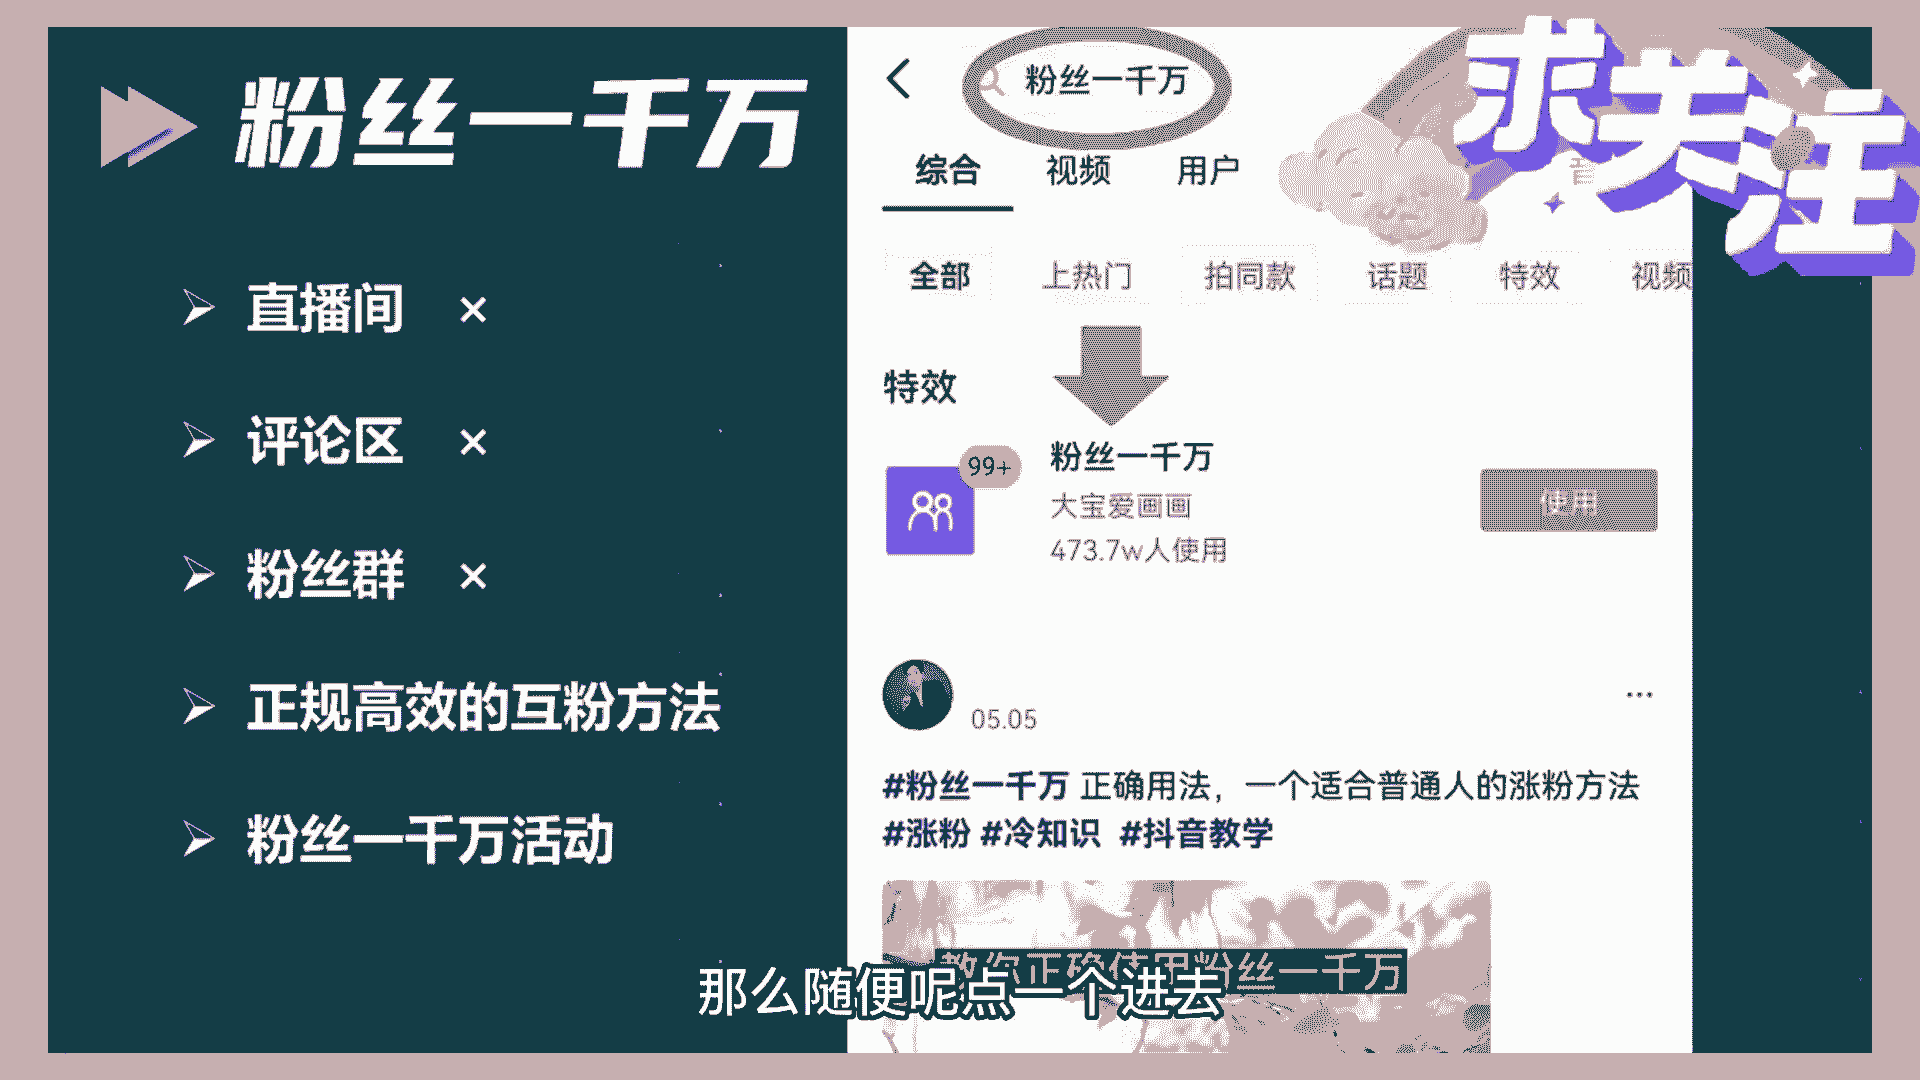 粉丝一千万
直播间 ×
评论区 ×
粉丝群 ×
正规高效的互粉方法
粉丝一千万活动
粉丝一千万
求关注
综合 视频 用户 音
全部 上热门 拍同款 话题 特效 视频
特效
99+
粉丝一千万
大宝爱画画
473.7w人使用
使用
05.05
#粉丝一千万 正确用法，一个适合普通人的涨粉方法
#涨粉 #冷知识 #抖音教学
教你正确使用粉丝一千万
那么随便呢点一个进去